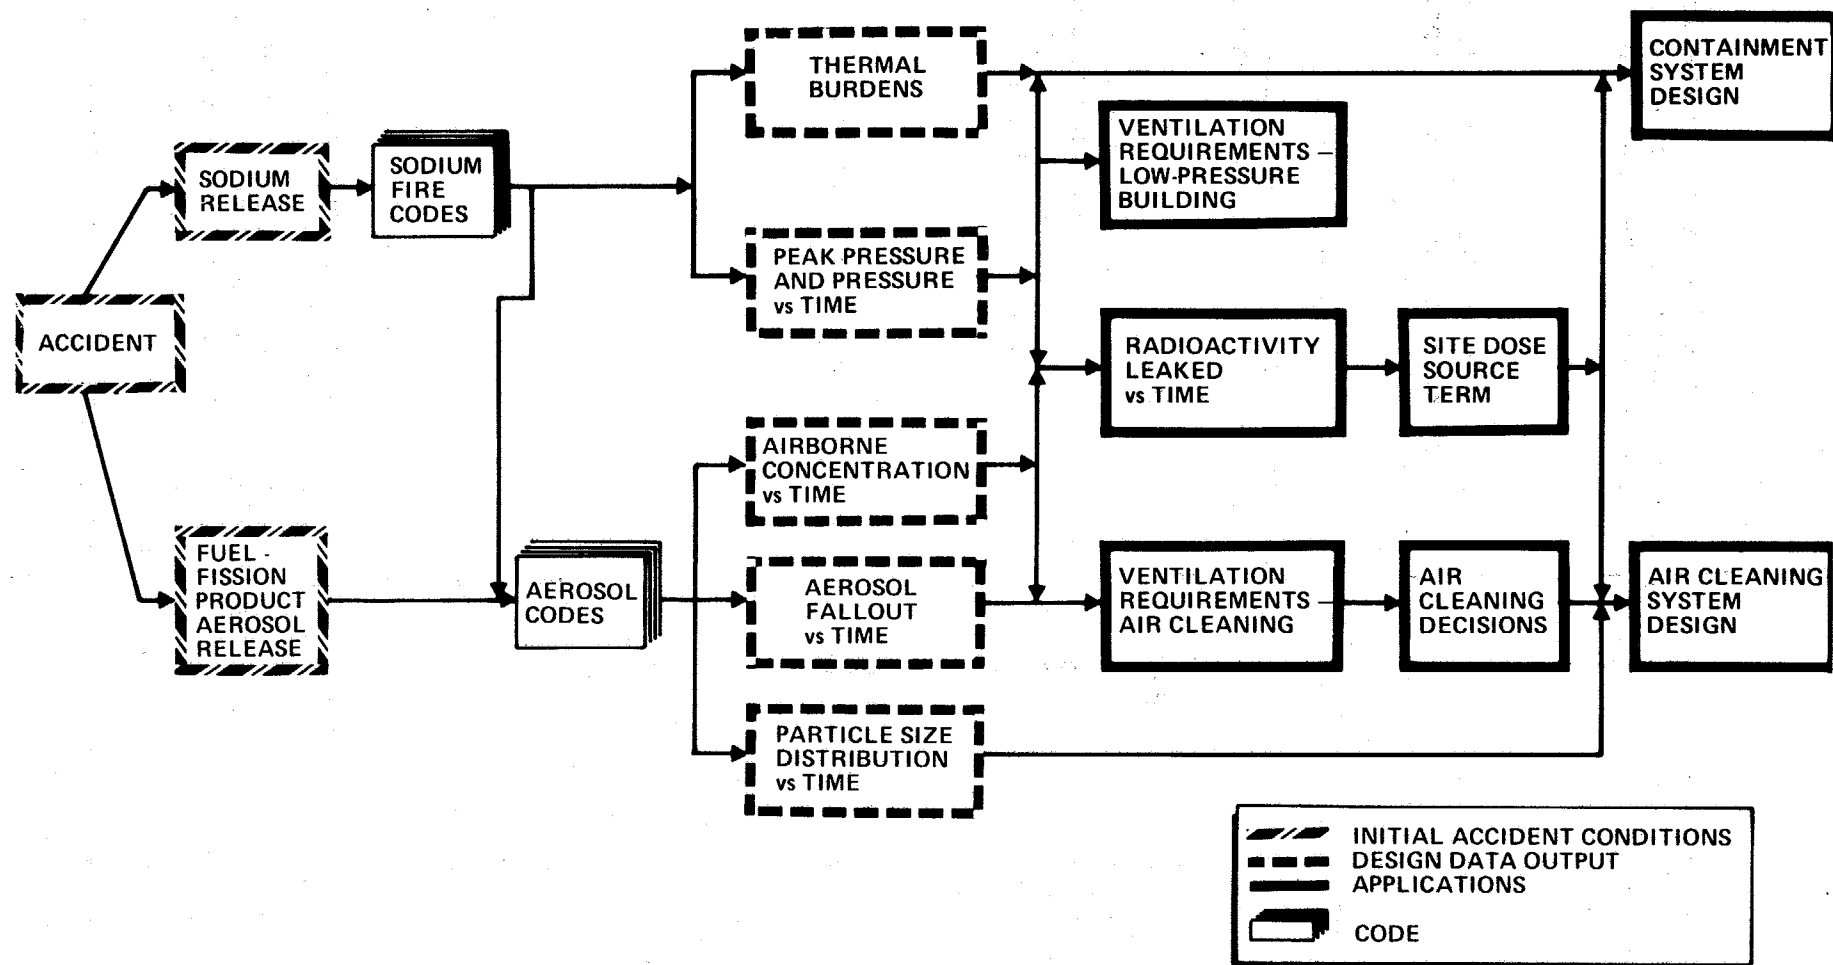 THERMAL
BURDENS
CONTAINMENT
SYSTEM
DESIGN
VENTILATION
REQUIREMENTS –
LOW-PRESSURE
BUILDING
SODIUM
RELEASE
SODIUM
FIRE
CODES
PEAK PRESSURE
AND PRESSURE
vs TIME
ACCIDENT
RADIOACTIVITY
LEAKED
vs TIME
SITE DOSE
SOURCE
TERM
AIRBORNE
CONCENTRATION
vs TIME
FUEL -
FISSION
PRODUCT
AEROSOL
RELEASE
AEROSOL
CODES
AEROSOL
FALLOUT
vs TIME
VENTILATION
REQUIREMENTS –
AIR CLEANING
AIR
CLEANING
DECISIONS
AIR CLEANING
SYSTEM
DESIGN
PARTICLE SIZE
DISTRIBUTION
vs TIME
INITIAL ACCIDENT CONDITIONS
DESIGN DATA OUTPUT
APPLICATIONS
CODE